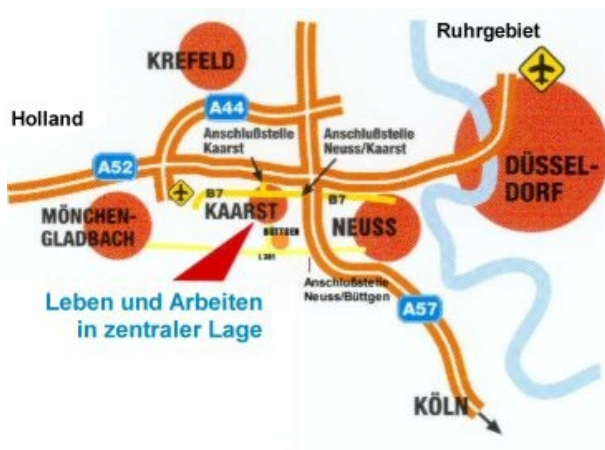 Ruhrgebiet
KREFELD
A44
Holland
Anschlußstelle
Kaarst
Anschlußstelle
Neuss/Kaarst
A52
DÜSSEL-
DORF
B7
B7
KAARST
MÖNCHEN-
GLADBACH
NEUSS
BÜTTGEN
L381
Anschlußstelle
Neuss/Büttgen
Leben und Arbeiten
in zentraler Lage
A57
KÖLN